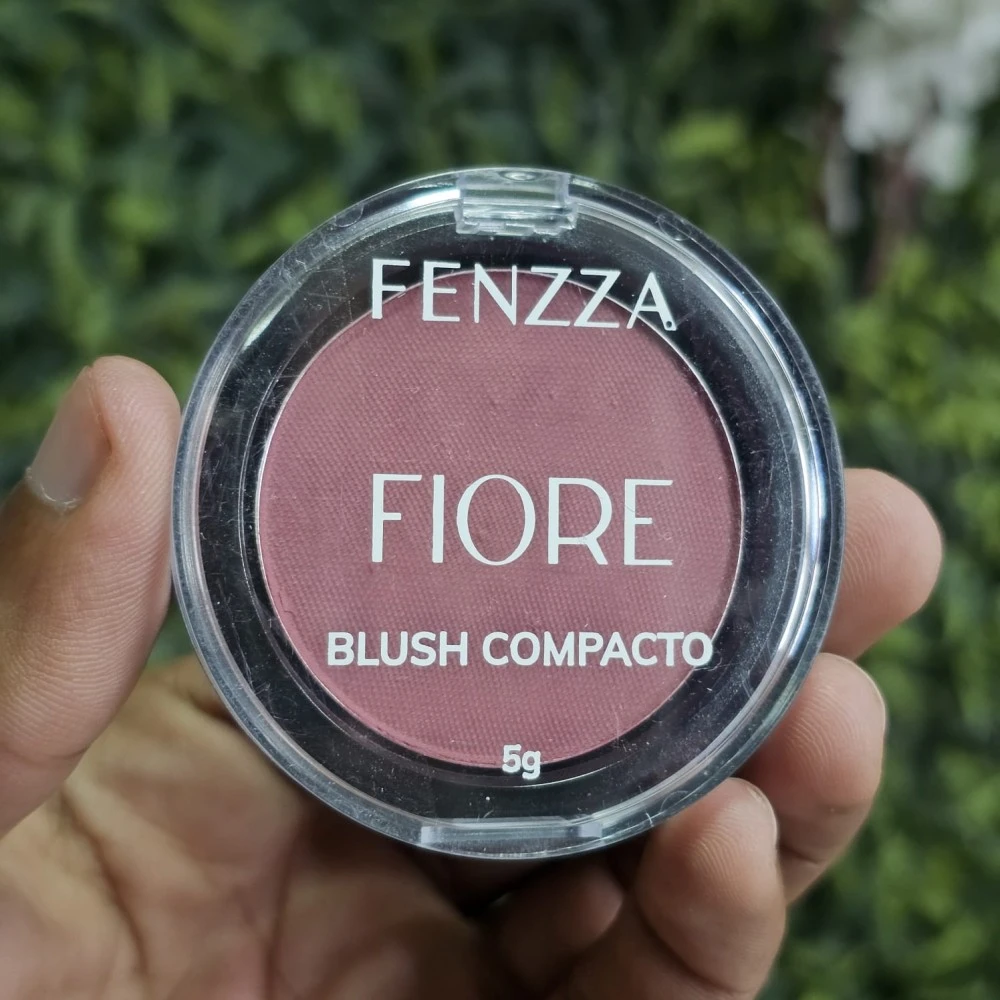 FENZZA
FIORE
BLUSH COMPACTO
5g